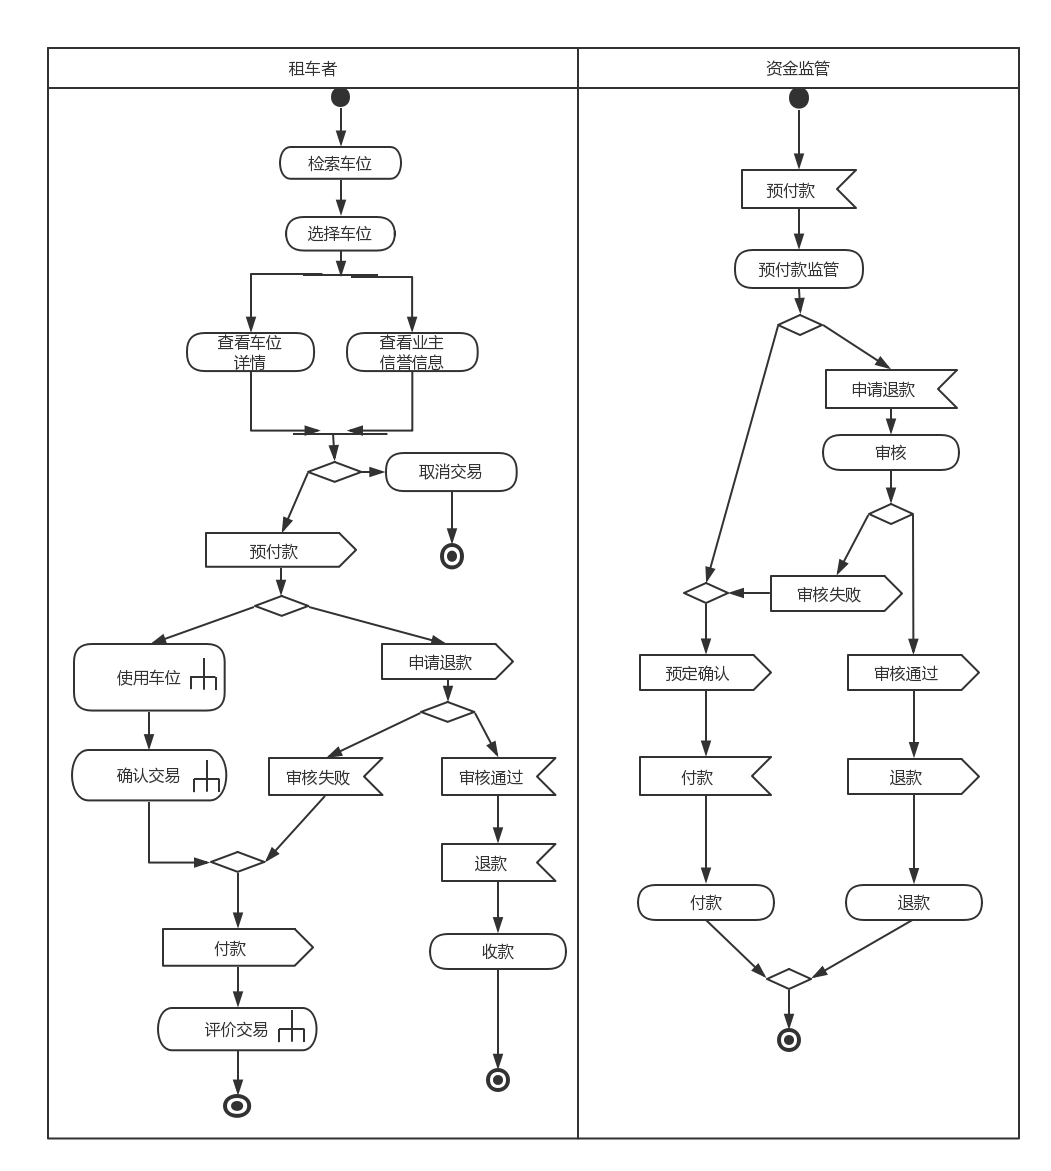 租车者
资金监管
检索车位
选择车位
查看车位
详情
查看业主
信誉信息
取消交易
预付款
使用车位
申请退款
确认交易
审核失败
审核通过
退款
付款
收款
评价交易
预付款
预付款监管
申请退款
审核
审核失败
预定确认
审核通过
付款
退款
付款
退款